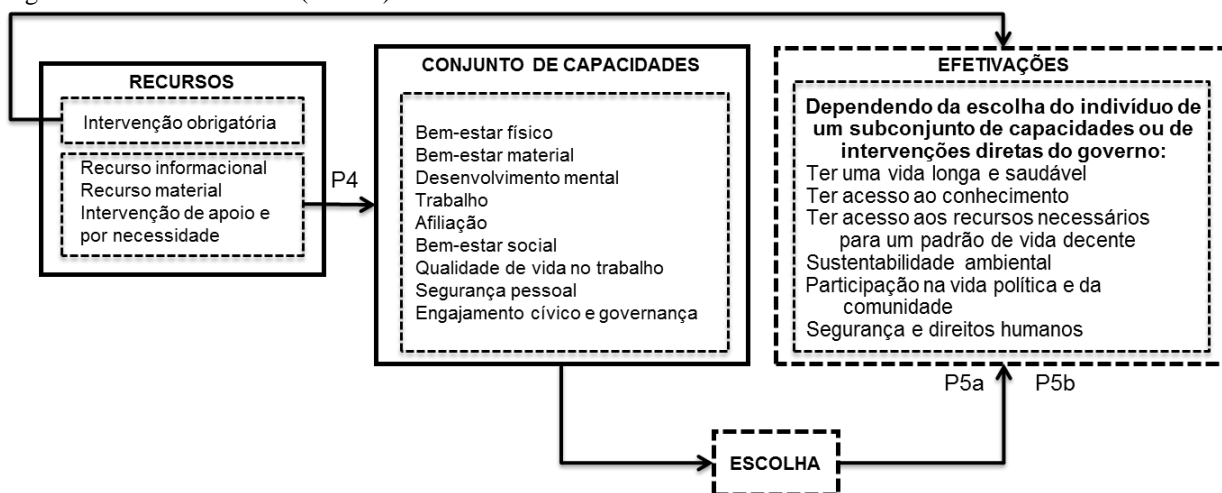 RECURSOS
Intervenção obrigatória
Recurso informacional
Recurso material
Intervenção de apoio e
por necessidade
P4
CONJUNTO DE CAPACIDADES
Bem-estar físico
Bem-estar material
Desenvolvimento mental
Trabalho
Afiliação
Bem-estar social
Qualidade de vida no trabalho
Segurança pessoal
Engajamento cívico e governança
EFETIVAÇÕES
Dependendo da escolha do indivíduo de
um subconjunto de capacidades ou de
intervenções diretas do governo:
Ter uma vida longa e saudável
Ter acesso ao conhecimento
Ter acesso aos recursos necessários
para um padrão de vida decente
Sustentabilidade ambiental
Participação na vida política e da
comunidade
Segurança e direitos humanos
P5a P5b
ESCOLHA